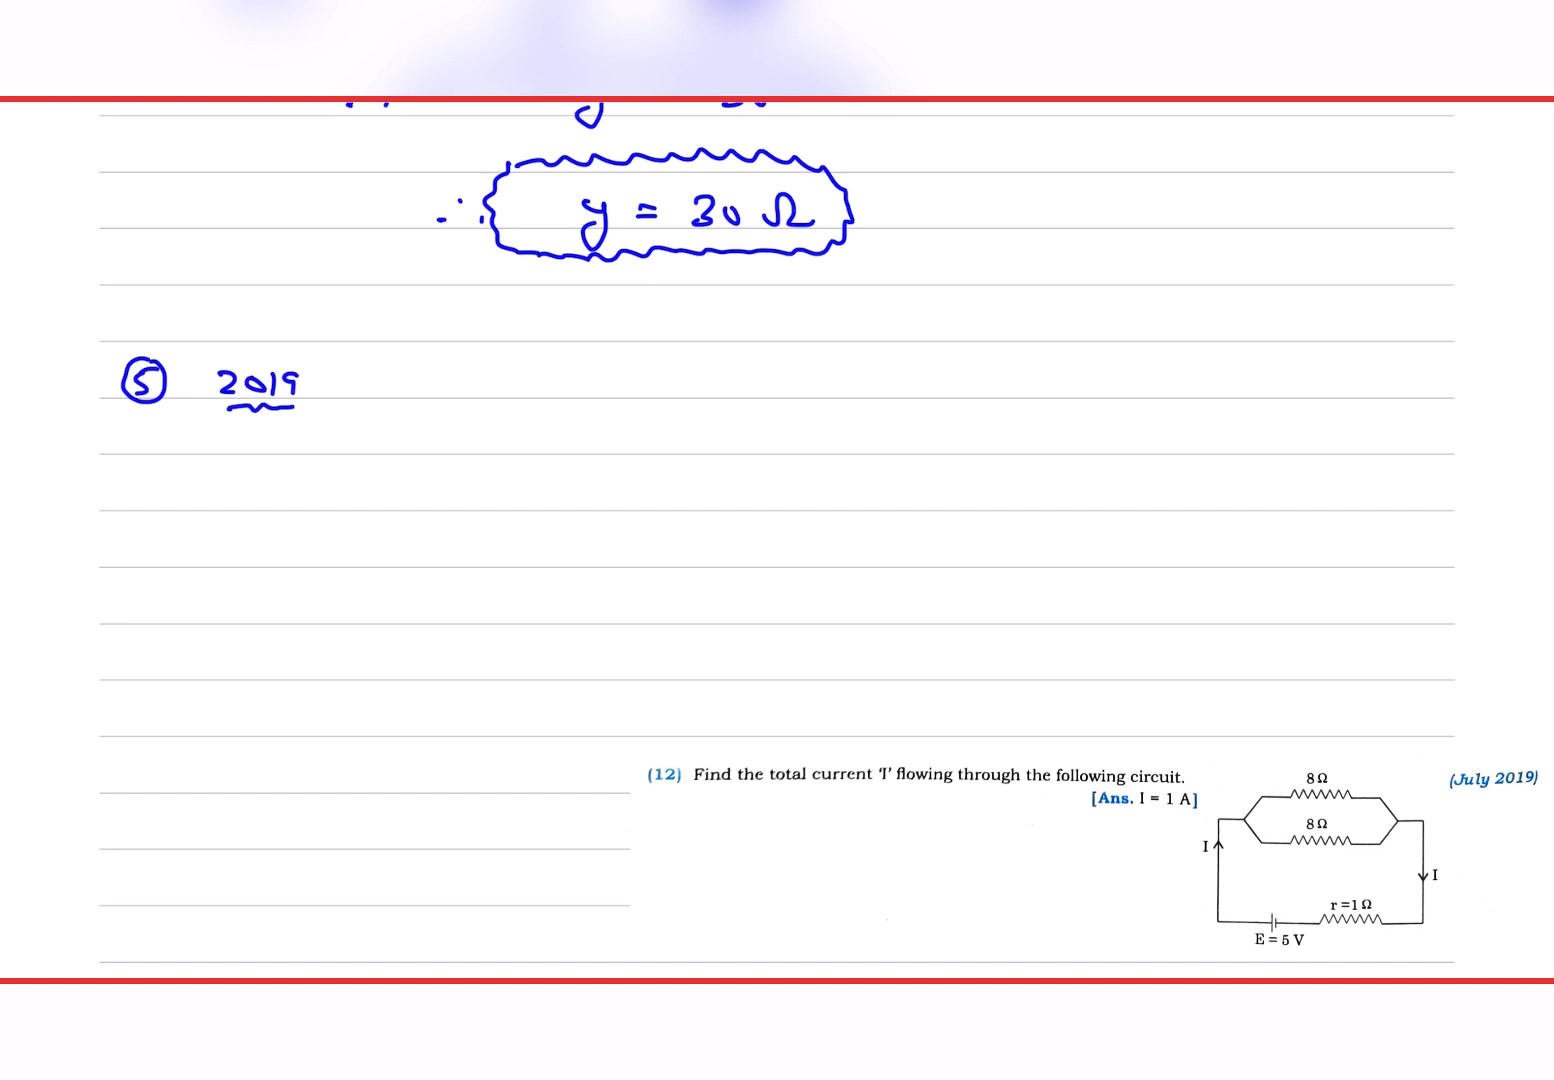 ∴ y = 30 Ω
5 2019
(12) Find the total current 'I' flowing through the following circuit. (July 2019)
[Ans. I = 1 A]
8 Ω
8 Ω
I
I
r = 1 Ω
E = 5 V